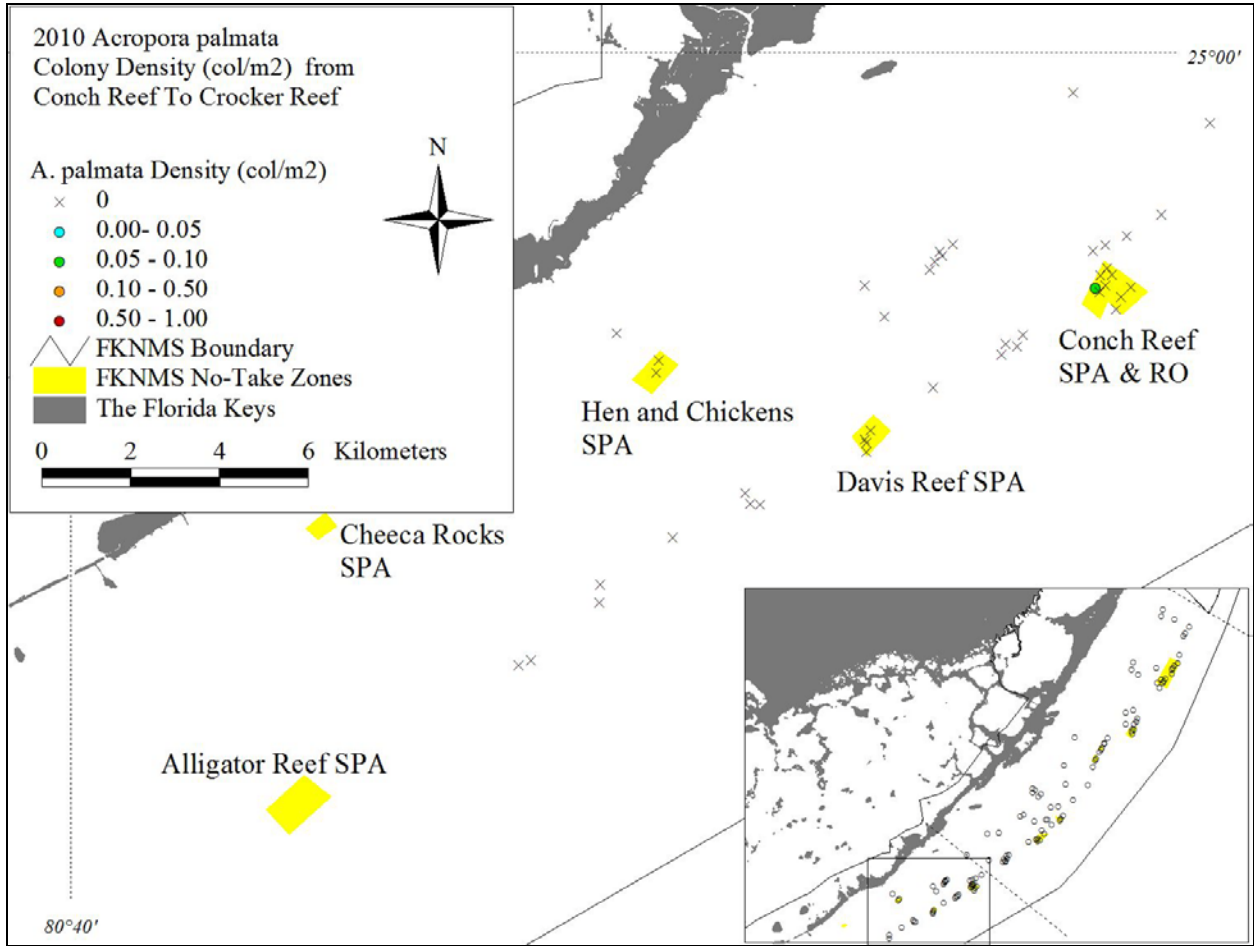 2010 Acropora palmata
Colony Density (col/m2) from
Conch Reef To Crocker Reef
N
A. palmata Density (col/m2)
0
0.00- 0.05
0.05 - 0.10
0.10 - 0.50
0.50 - 1.00
FKNMS Boundary
FKNMS No-Take Zones
The Florida Keys
0 2 4 6 Kilometers
25°00'
Conch Reef
SPA & RO
Hen and Chickens
SPA
Davis Reef SPA
Cheeca Rocks
SPA
Alligator Reef SPA
80°40'